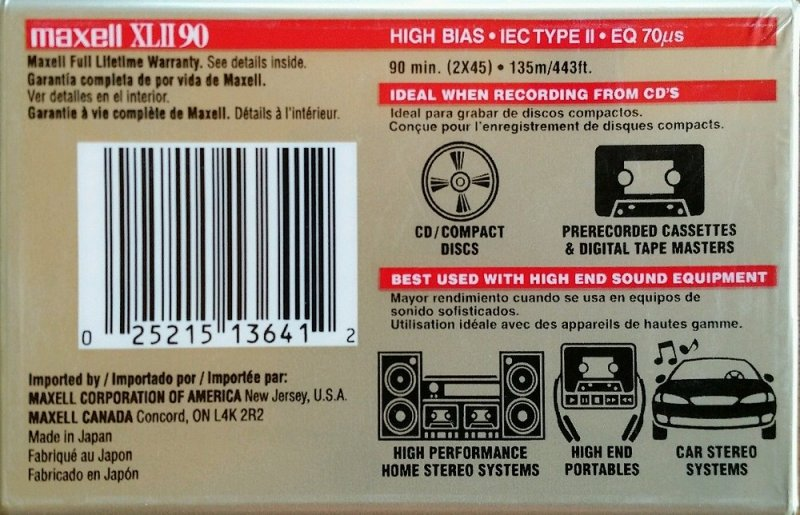 maxell XLII 90
Maxell Full Lifetime Warranty. See details inside.
Garantía completa de por vida de Maxell.
Ver detalles en el interior.
Garantie à vie complète de Maxell. Détails à l'intérieur.
0 25215 13641 2
Imported by / Importado por / Importée par:
MAXELL CORPORATION OF AMERICA New Jersey, U.S.A.
MAXELL CANADA Concord, ON L4K 2R2
Made in Japan
Fabriqué au Japon
Fabricado en Japón
HIGH BIAS • IEC TYPE II • EQ 70µs
90 min. (2X45) • 135m/443ft.
IDEAL WHEN RECORDING FROM CD'S
Ideal para grabar de discos compactos.
Conçue pour l'enregistrement de disques compacts.
CD/COMPACT
DISCS
PRERECORDED CASSETTES
& DIGITAL TAPE MASTERS
BEST USED WITH HIGH END SOUND EQUIPMENT
Mayor rendimiento cuando se usa en equipos de
sonido sofisticados.
Utilisation idéale avec des appareils de hautes gamme.
HIGH PERFORMANCE
HOME STEREO SYSTEMS
HIGH END
PORTABLES
CAR STEREO
SYSTEMS